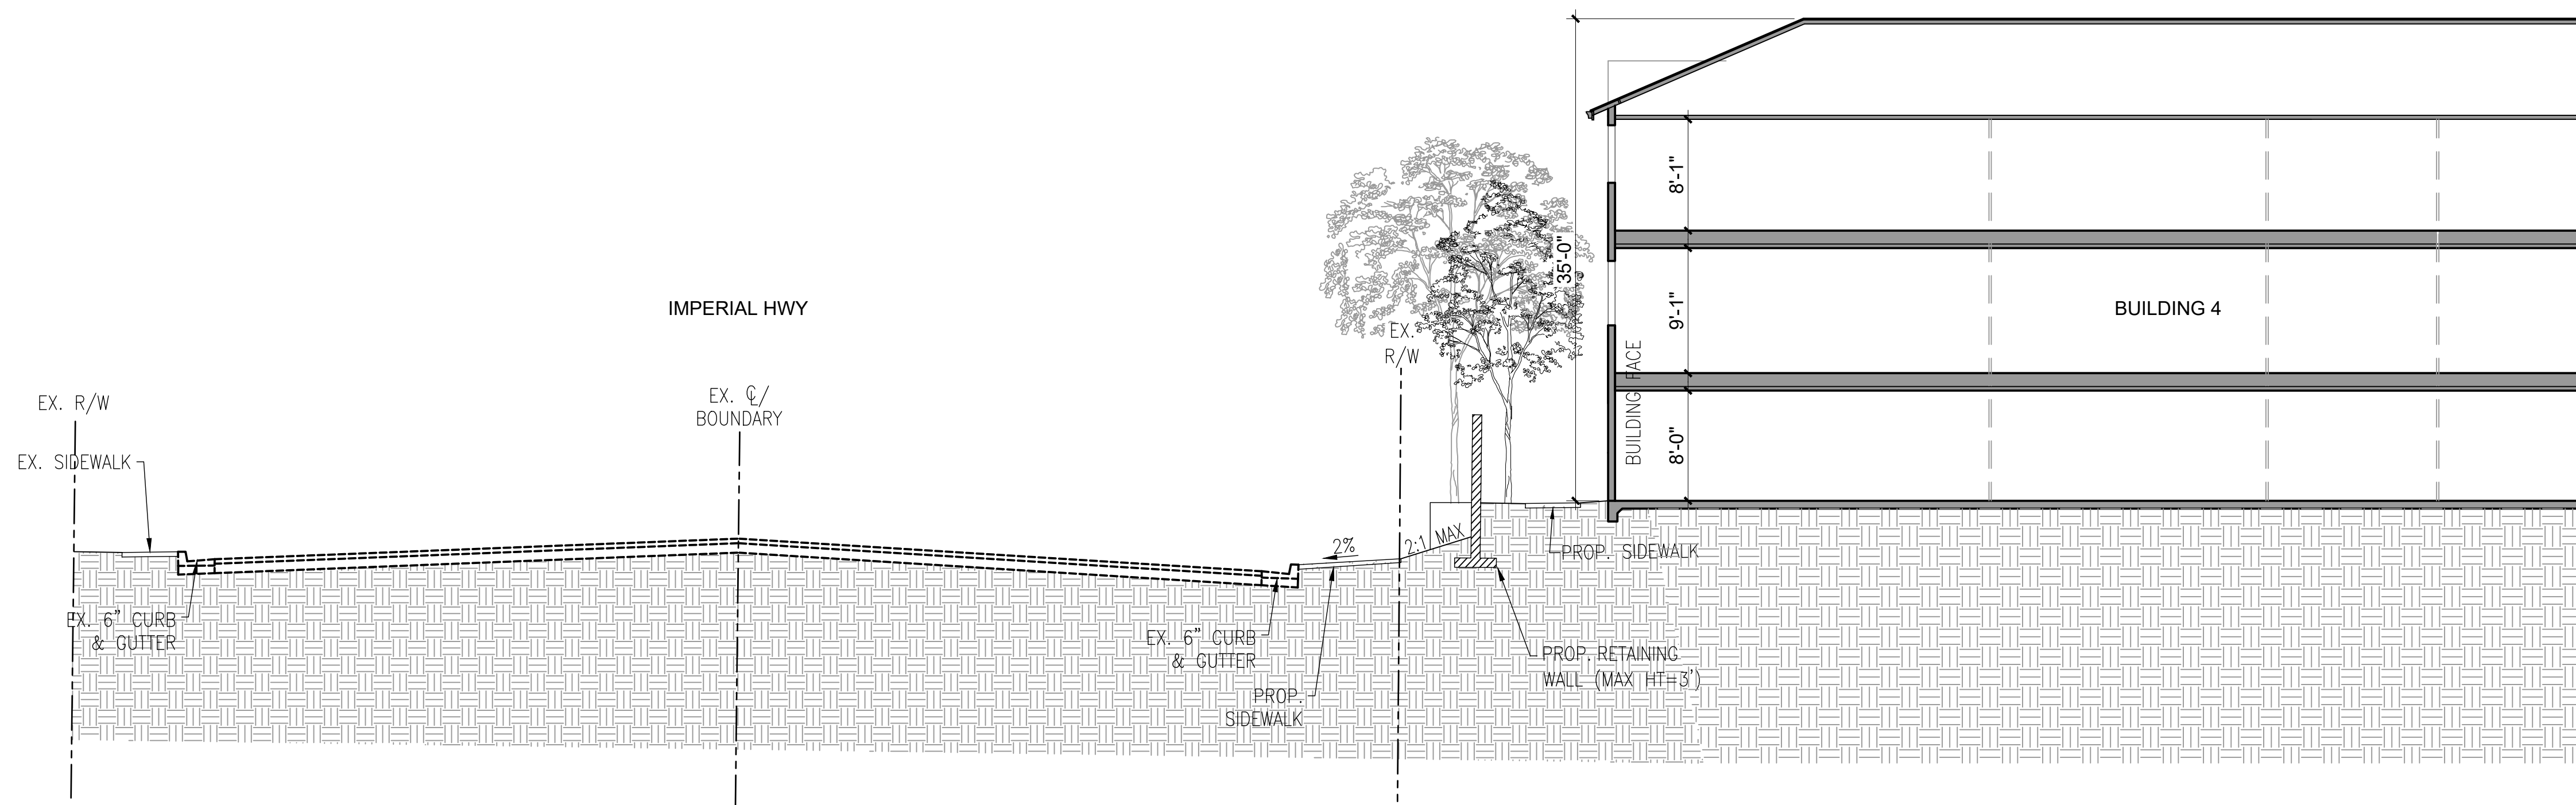 IMPERIAL HWY
BUILDING 4
EX. R/W
EX. SIDEWALK
EX. ℄/
BOUNDARY
EX.
R/W
35'-0"
8'-1"
9'-1"
8'-0"
BUILDING FACE
2%
2:1 MAX
PROP. SIDEWALK
EX. 6" CURB
& GUTTER
EX. 6" CURB
& GUTTER
PROP.
SIDEWALK
PROP. RETAINING
WALL (MAX HT=3')